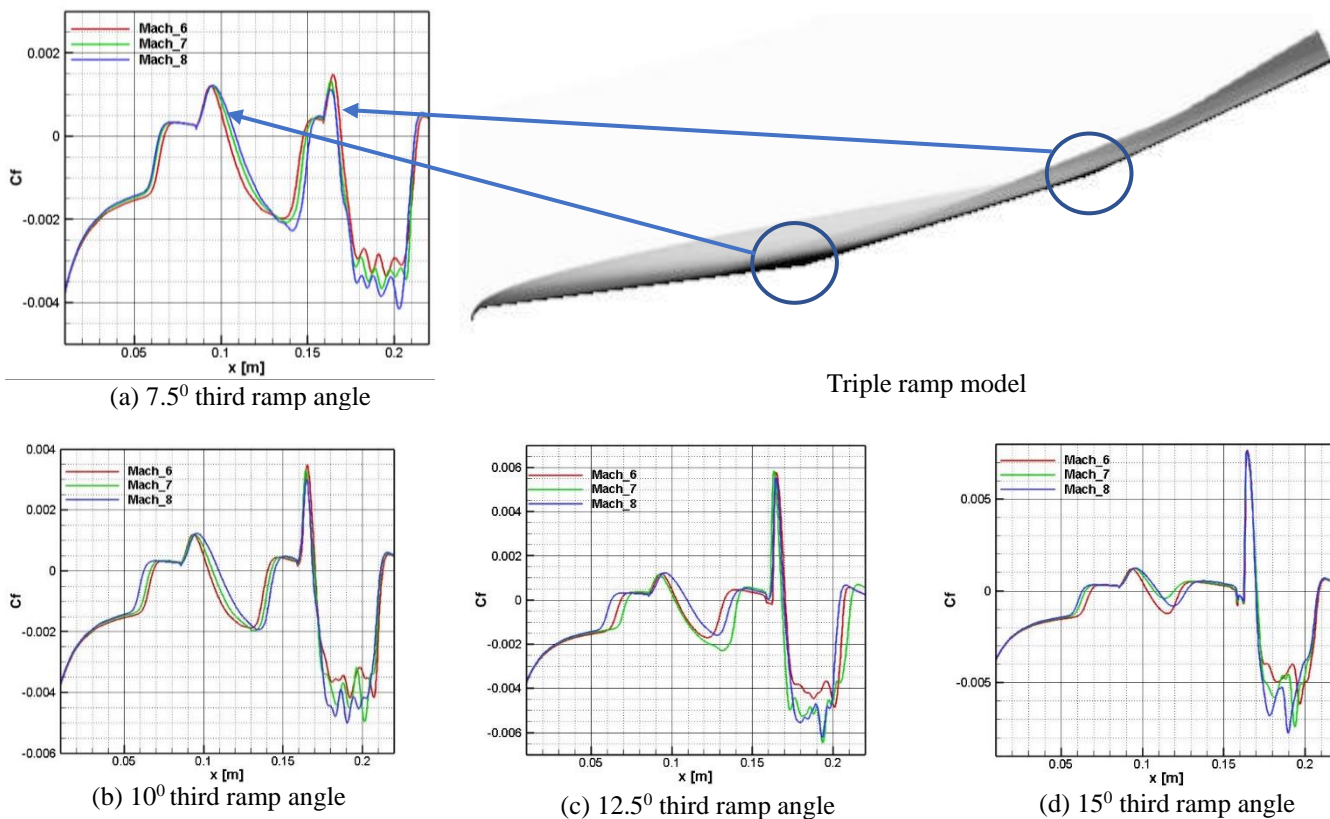 Mach_6
Mach_7
Mach_8
0.002
0
-0.002
-0.004
Cf
0.05 0.1 0.15 0.2
x [m]
(a) 7.5⁰ third ramp angle
Triple ramp model
0.004
0.002
0
-0.002
-0.004
-0.006
Cf
Mach_6
Mach_7
Mach_8
0.05 0.1 0.15 0.2
x [m]
(b) 10⁰ third ramp angle
0.006
0.004
0.002
0
-0.002
-0.004
-0.006
Cf
Mach_6
Mach_7
Mach_8
0.05 0.1 0.15 0.2
x [m]
(c) 12.5⁰ third ramp angle
0.005
0
-0.005
Cf
Mach_6
Mach_7
Mach_8
0.05 0.1 0.15 0.2
x [m]
(d) 15⁰ third ramp angle